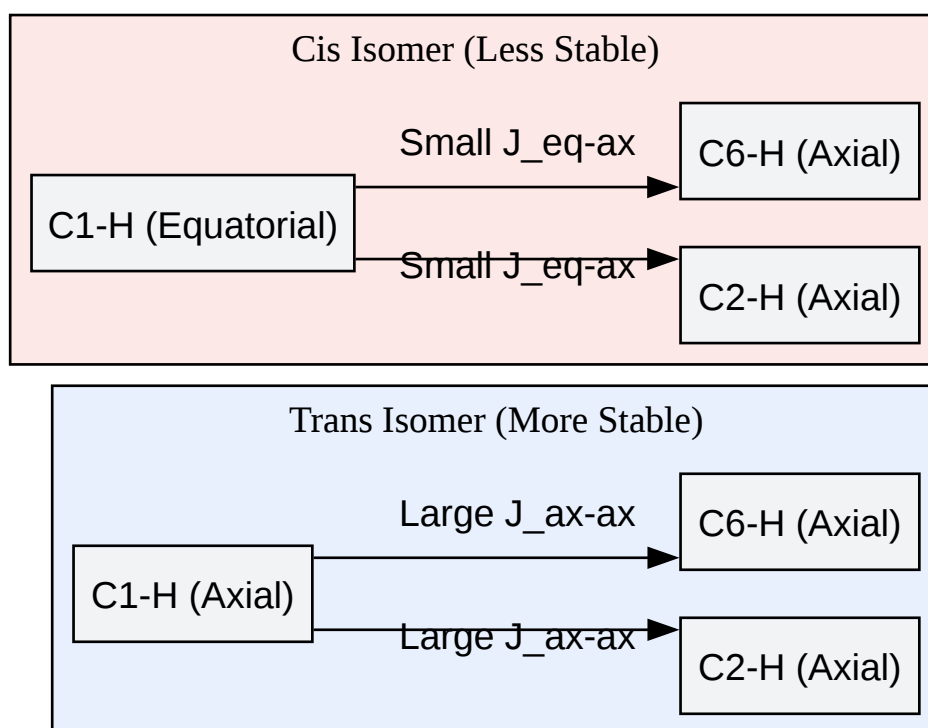 Cis Isomer (Less Stable)
Small J_eq-ax
C6-H (Axial)
C1-H (Equatorial)
Small J_eq-ax
C2-H (Axial)
Trans Isomer (More Stable)
Large J_ax-ax
C6-H (Axial)
C1-H (Axial)
Large J_ax-ax
C2-H (Axial)